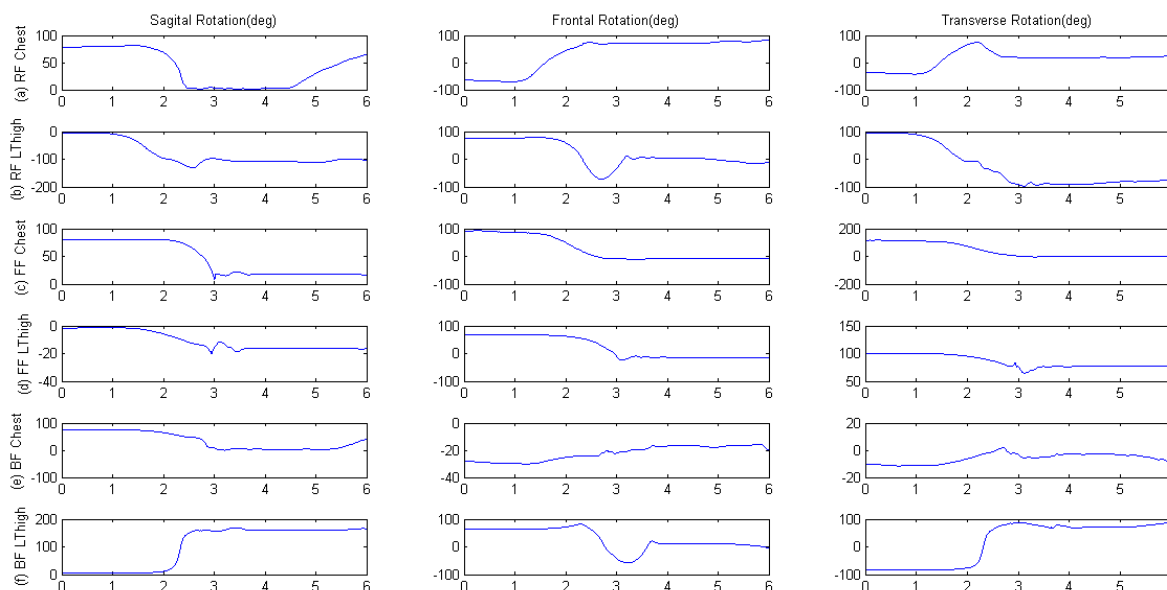 Sagital Rotation(deg) Frontal Rotation(deg) Transverse Rotation(deg)
(a) RF Chest
100 100 100
50 0 0
0 -100 -100
0 1 2 3 4 5 6 0 1 2 3 4 5 6 0 1 2 3 4 5
(b) RF LThigh
0 100 100
-100 0 0
-200 -100 -100
0 1 2 3 4 5 6 0 1 2 3 4 5 6 0 1 2 3 4 5
(c) FF Chest
100 100 200
50 0 0
0 -100 -200
0 1 2 3 4 5 6 0 1 2 3 4 5 6 0 1 2 3 4 5
(d) FF LThigh
0 100 150
-20 0 100
-40 -100 50
0 1 2 3 4 5 6 0 1 2 3 4 5 6 0 1 2 3 4 5
(e) BF Chest
100 0 20
0 -20 0
-100 -40 -20
0 1 2 3 4 5 6 0 1 2 3 4 5 6 0 1 2 3 4 5
(f) BF LThigh
200 100 100
100 0 0
0 -100 -100
0 1 2 3 4 5 6 0 1 2 3 4 5 6 0 1 2 3 4 5